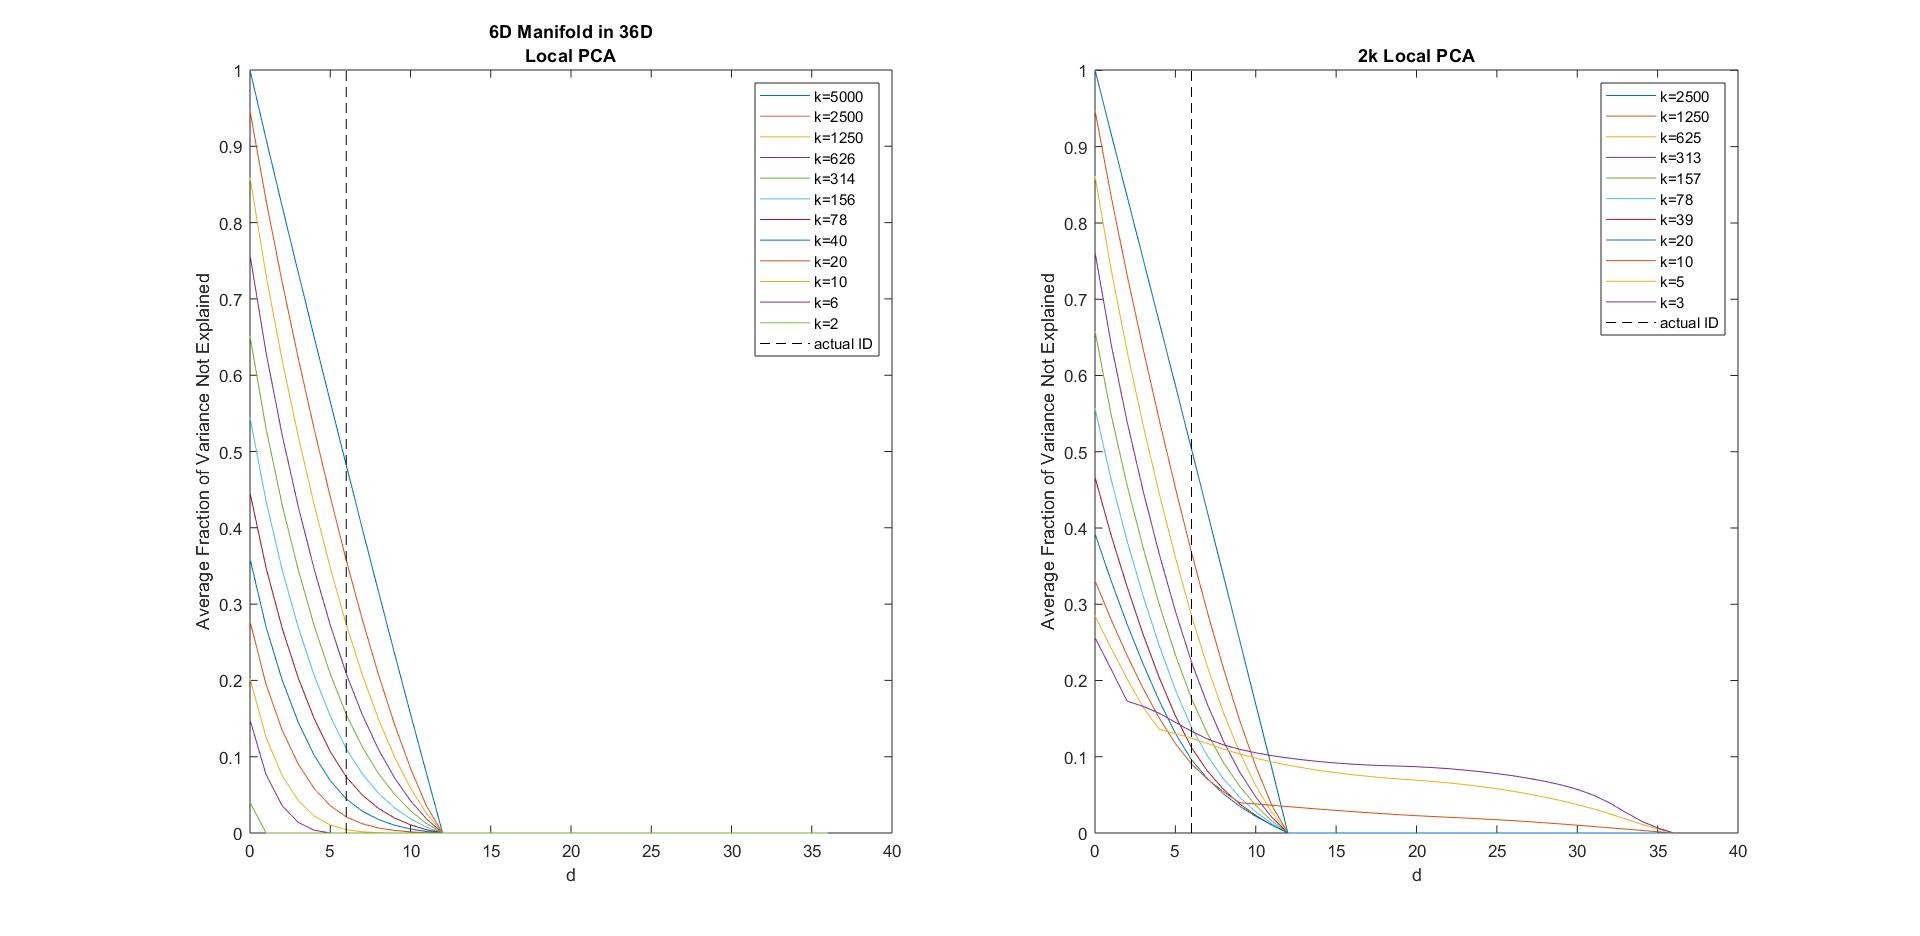 6D Manifold in 36D
Local PCA
1
0.9
0.8
0.7
0.6
0.5
0.4
0.3
0.2
0.1
0
Average Fraction of Variance Not Explained
0 5 10 15 20 25 30 35 40
d
k=5000
k=2500
k=1250
k=626
k=314
k=156
k=78
k=40
k=20
k=10
k=6
k=2
actual ID
2k Local PCA
1
0.9
0.8
0.7
0.6
0.5
0.4
0.3
0.2
0.1
0
Average Fraction of Variance Not Explained
0 5 10 15 20 25 30 35 40
d
k=2500
k=1250
k=625
k=313
k=157
k=78
k=39
k=20
k=10
k=5
k=3
actual ID